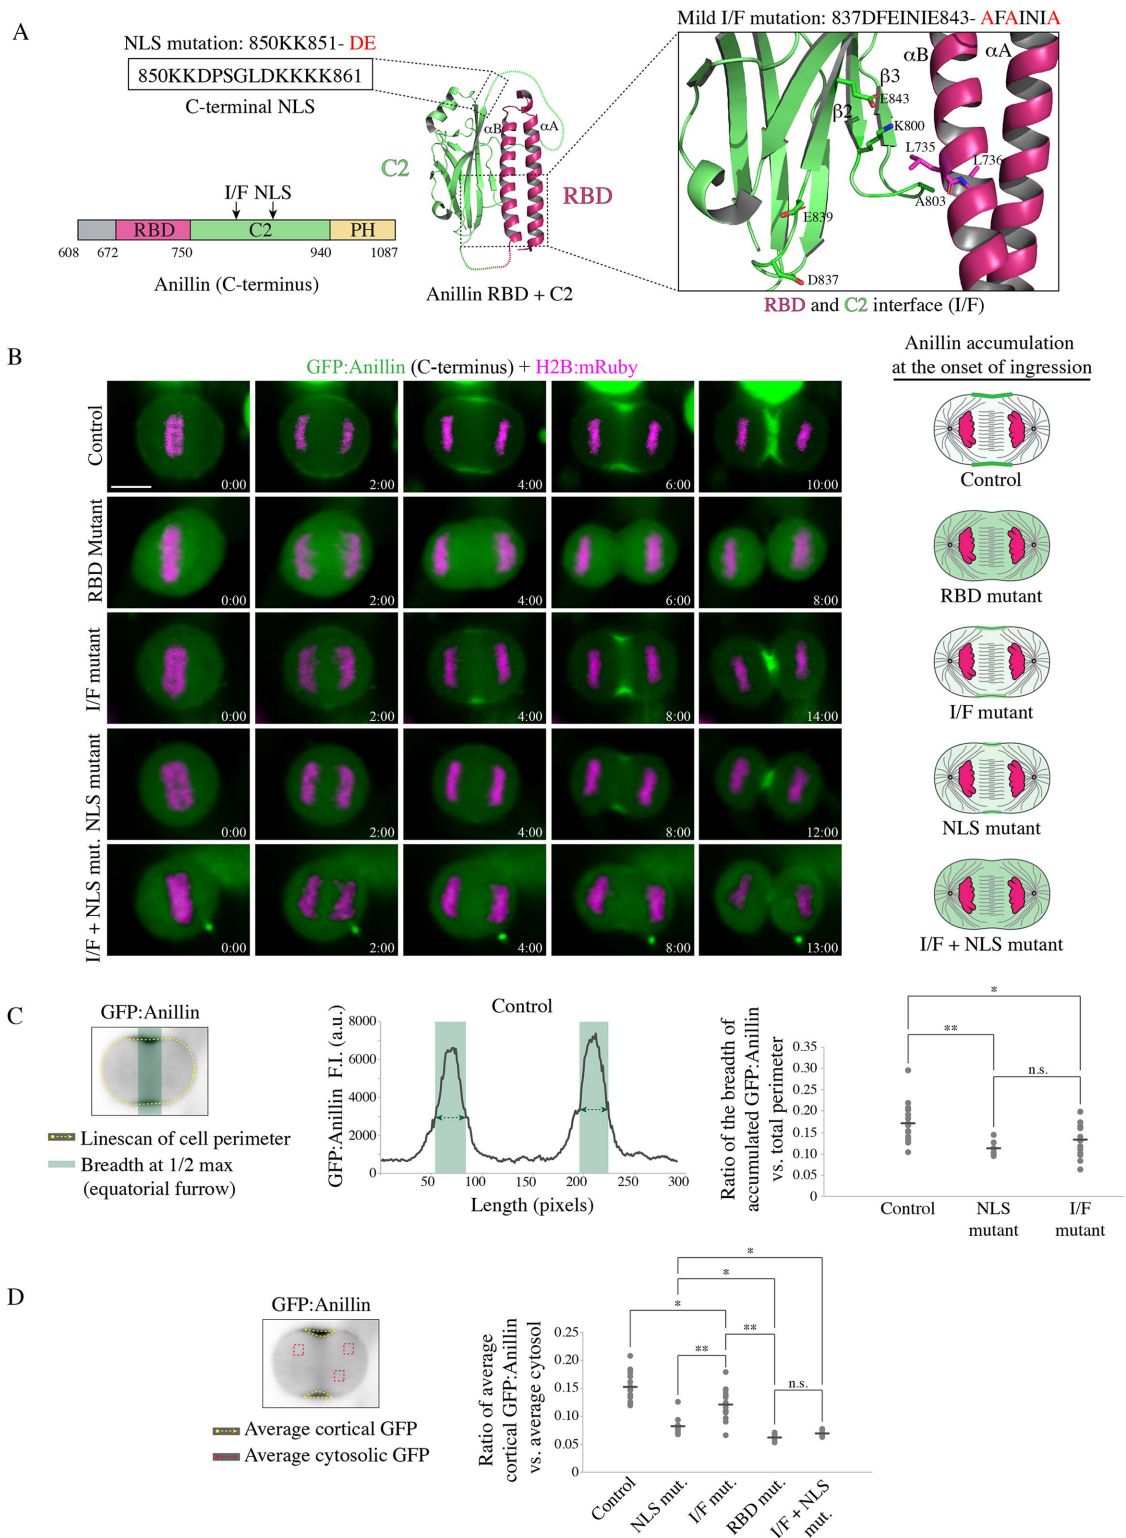 A
NLS mutation: 850KK851- DE
850KKDPSGLDKKKK861
C-terminal NLS
I/F NLS
RBD C2 PH
608 672 750 940 1087
Anillin (C-terminus)
C2
αB αA
RBD
Anillin RBD + C2
Mild I/F mutation: 837DFEINIE843- AFAINIA
αB αA
β3
E843
β2
K800
L735
L736
A803
E839
D837
RBD and C2 interface (I/F)
B
GFP:Anillin (C-terminus) + H2B:mRuby
Anillin accumulation
at the onset of ingression
Control
0:00 2:00 4:00 6:00 10:00
Control
RBD Mutant
0:00 2:00 4:00 6:00 8:00
RBD mutant
I/F mutant
0:00 2:00 4:00 8:00 14:00
I/F mutant
NLS mutant
0:00 2:00 4:00 8:00 12:00
NLS mutant
I/F + NLS mut.
0:00 2:00 4:00 8:00 13:00
I/F + NLS mutant
C
GFP:Anillin
Linescan of cell perimeter
Breadth at 1/2 max
(equatorial furrow)
Control
GFP:Anillin F.I. (a.u.)
8000
6000
4000
2000
0
50 100 150 200 250 300
Length (pixels)
Ratio of the breadth of
accumulated GFP:Anillin
vs. total perimeter
*
**
n.s.
0.35
0.30
0.25
0.20
0.15
0.10
0.05
0
Control
NLS
mutant
I/F
mutant
D
GFP:Anillin
Average cortical GFP
Average cytosolic GFP
Ratio of average
cortical GFP:Anillin
vs. average cytosol
*
*
*
**
**
n.s.
0.25
0.20
0.15
0.10
0.05
0
Control
NLS mut.
I/F mut.
RBD mut.
I/F + NLS
mut.